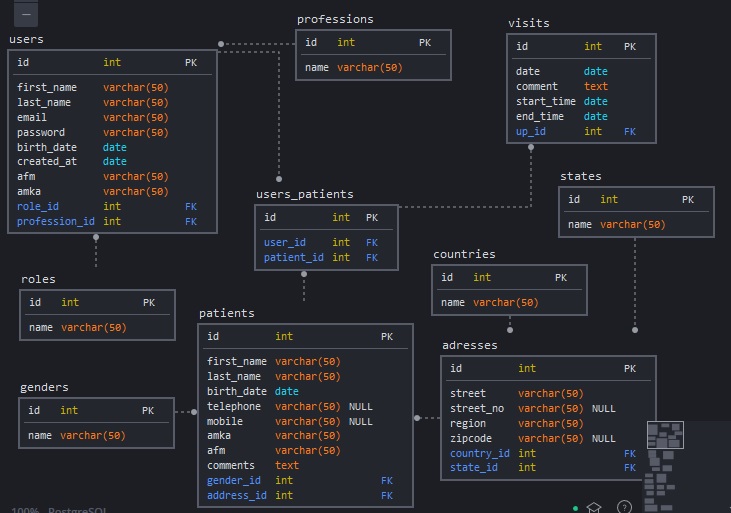 users
id int PK
first_name varchar(50)
last_name varchar(50)
email varchar(50)
password varchar(50)
birth_date date
created_at date
afm varchar(50)
amka varchar(50)
role_id int FK
profession_id int FK
professions
id int PK
name varchar(50)
visits
id int PK
date date
comment text
start_time date
end_time date
up_id int FK
users_patients
id int PK
user_id int FK
patient_id int FK
states
id int PK
name varchar(50)
roles
id int PK
name varchar(50)
countries
id int PK
name varchar(50)
patients
id int PK
first_name varchar(50)
last_name varchar(50)
birth_date date
telephone varchar(50) NULL
mobile varchar(50) NULL
amka varchar(50)
afm varchar(50)
comments text
gender_id int FK
address_id int FK
adresses
id int PK
street varchar(50)
street_no varchar(50) NULL
region varchar(50)
zipcode varchar(50) NULL
country_id int FK
state_id int FK
genders
id int PK
name varchar(50)
100% PostgreSQL